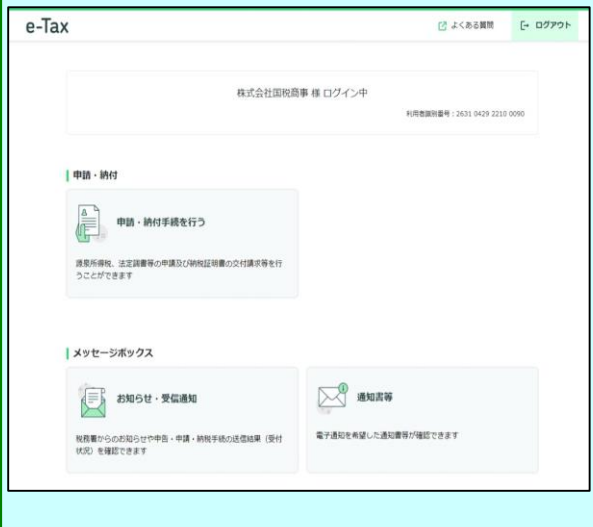 e-Tax
よくある質問
ログアウト
株式会社国税商事 様 ログイン中
利用者識別番号：2631 0429 2210 0090
申請・納付
申請・納付手続を行う
源泉所得税、法定調書等の申請及び納税証明書の交付請求等を行
うことができます
メッセージボックス
お知らせ・受信通知
税務署からのお知らせや申告・申請・納税手続の送信結果（受付
状況）を確認できます
通知書等
電子通知を希望した通知書等が確認できます